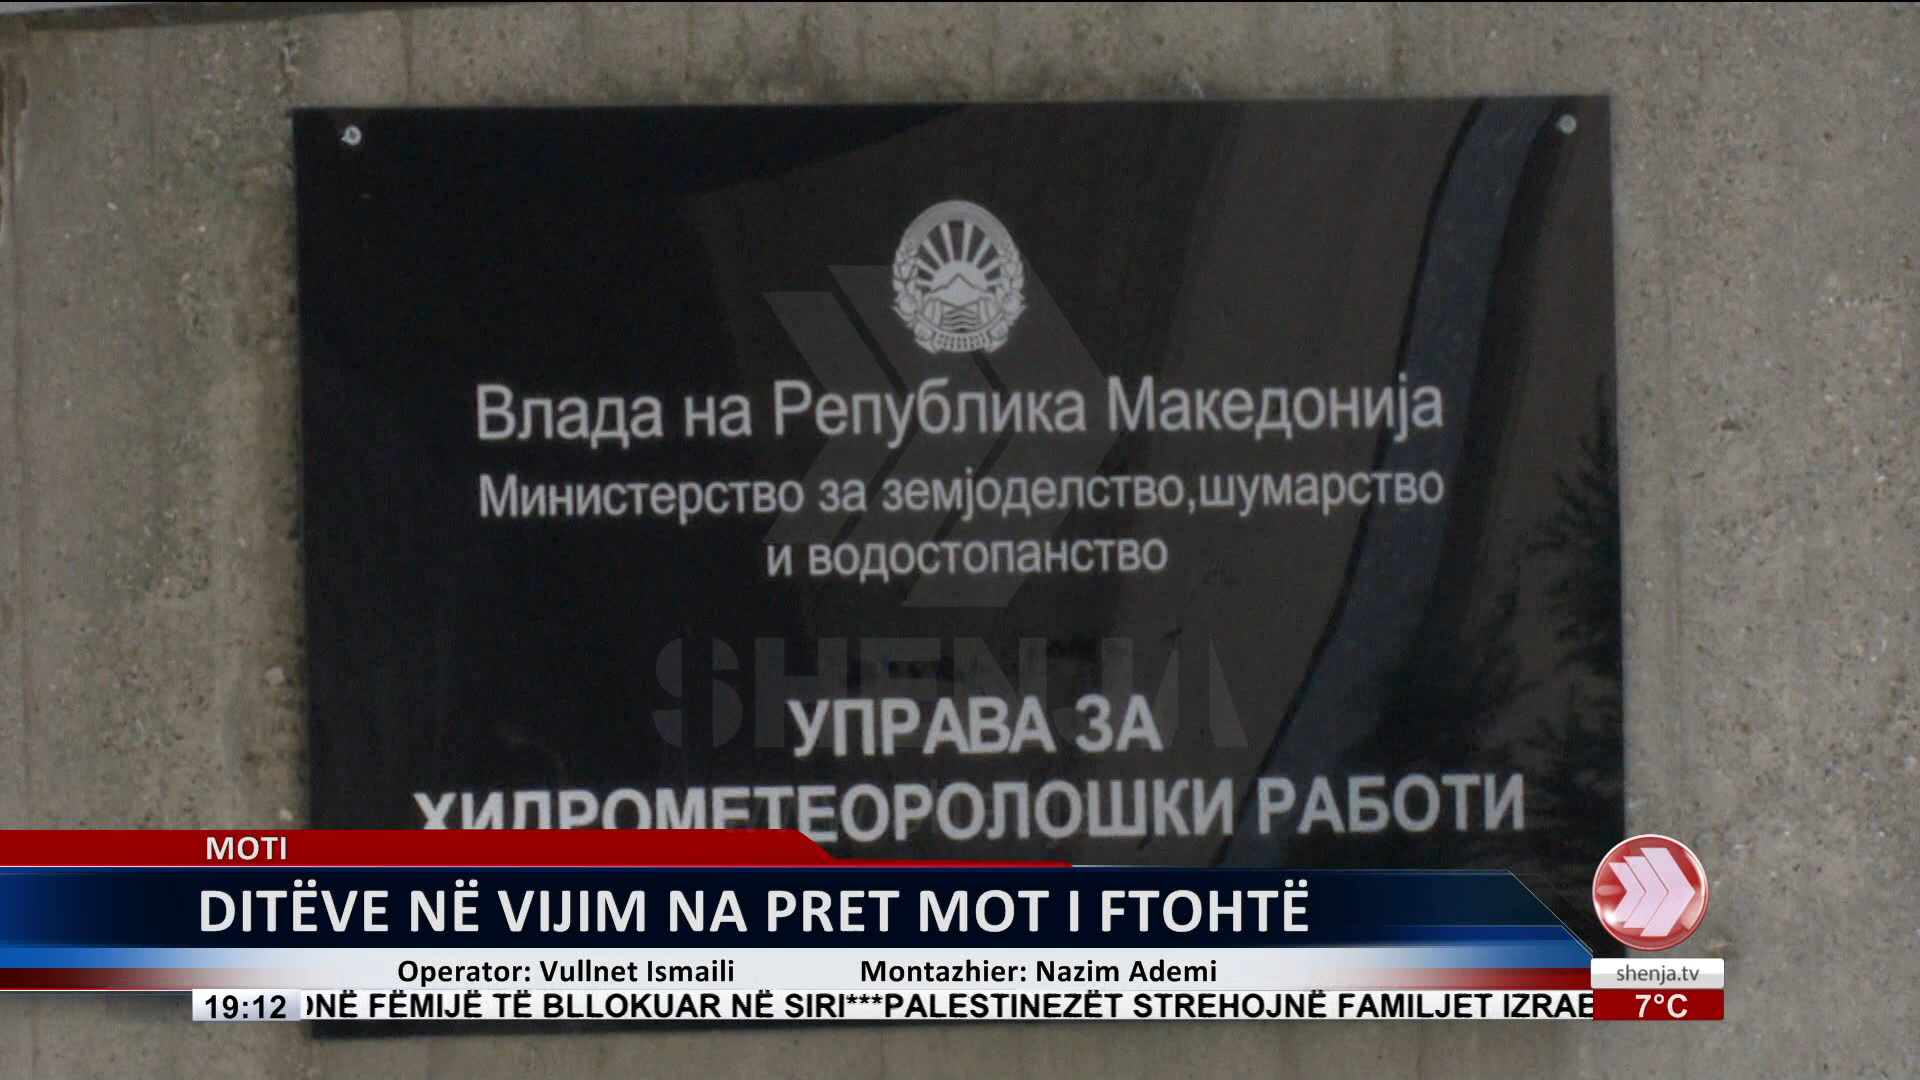 Влада на Република Македонија
Министерство за земјоделство,шумарство
и водостопанство
SHENJA
УПРАВА ЗА
ХИДРОМЕТЕОРОЛОШКИ РАБОТИ
MOTI
DITËVE NË VIJIM NA PRET MOT I FTOHTË
Operator: Vullnet Ismaili Montazhier: Nazim Ademi
shenja.tv
19:12 FËMIJË TË BLLOKUAR NË SIRI***PALESTINEZËT STREHOJNË FAMILJET 7°C